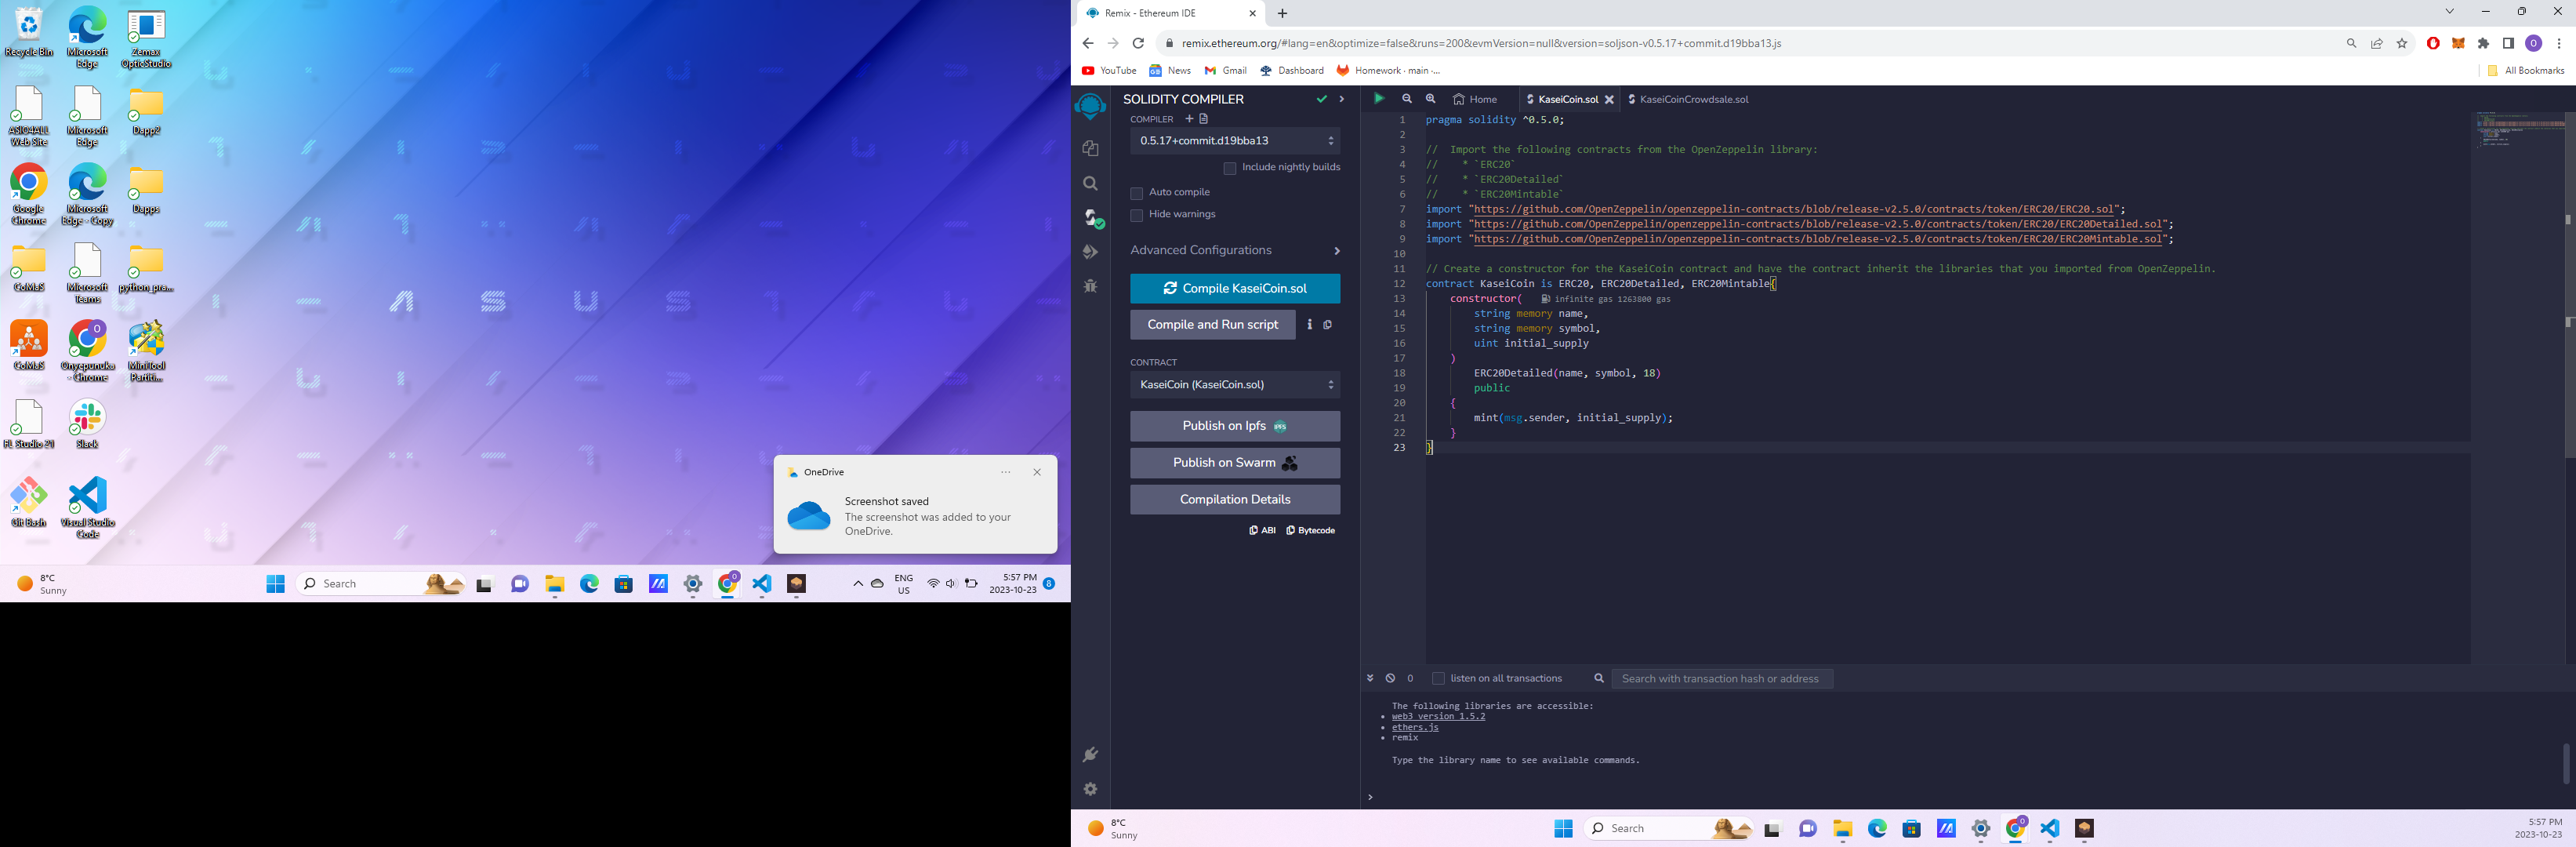 Recycle Bin
Microsoft Edge
Zemax OpticStudio
ASIO4ALL Web Site
Microsoft Edge
Dapp2
Google Chrome
Microsoft Edge - Copy
Dapps
CoMaS
Microsoft Teams
python_pra...
CoMaS
Onyepunuka - Chrome
MiniTool Partiti...
FL Studio 21
Slack
Git Bash
Visual Studio Code
OneDrive
Screenshot saved
The screenshot was added to your
OneDrive.
8°C
Sunny
Search
ENG
US
5:57 PM
2023-10-23
8
Remix - Ethereum IDE
remix.ethereum.org/#lang=en&optimize=false&runs=200&evmVersion=null&version=soljson-v0.5.17+commit.d19bba13.js
YouTube
News
Gmail
Dashboard
Homework · main ·...
All Bookmarks
SOLIDITY COMPILER
COMPILER
0.5.17+commit.d19bba13
Include nightly builds
Auto compile
Hide warnings
Advanced Configurations
Compile KaseiCoin.sol
Compile and Run script
CONTRACT
KaseiCoin (KaseiCoin.sol)
Publish on Ipfs
IPFS
Publish on Swarm
Compilation Details
ABI
Bytecode
Home
KaseiCoin.sol
KaseiCoinCrowdsale.sol
1 pragma solidity ^0.5.0;
2
3 //  Import the following contracts from the OpenZeppelin library:
4 //    * `ERC20`
5 //    * `ERC20Detailed`
6 //    * `ERC20Mintable`
7 import "https://github.com/OpenZeppelin/openzeppelin-contracts/blob/release-v2.5.0/contracts/token/ERC20/ERC20.sol";
8 import "https://github.com/OpenZeppelin/openzeppelin-contracts/blob/release-v2.5.0/contracts/token/ERC20/ERC20Detailed.sol";
9 import "https://github.com/OpenZeppelin/openzeppelin-contracts/blob/release-v2.5.0/contracts/token/ERC20/ERC20Mintable.sol";
10
11 // Create a constructor for the KaseiCoin contract and have the contract inherit the libraries that you imported from OpenZeppelin.
12 contract KaseiCoin is ERC20, ERC20Detailed, ERC20Mintable{
13     constructor( infinite gas 1263800 gas
14         string memory name,
15         string memory symbol,
16         uint initial_supply
17     )
18         ERC20Detailed(name, symbol, 18)
19         public
20     {
21         mint(msg.sender, initial_supply);
22     }
23 }
0
listen on all transactions
Search with transaction hash or address
The following libraries are accessible:
• web3 version 1.5.2
• ethers.js
• remix
Type the library name to see available commands.
>
8°C
Sunny
Search
5:57 PM
2023-10-23